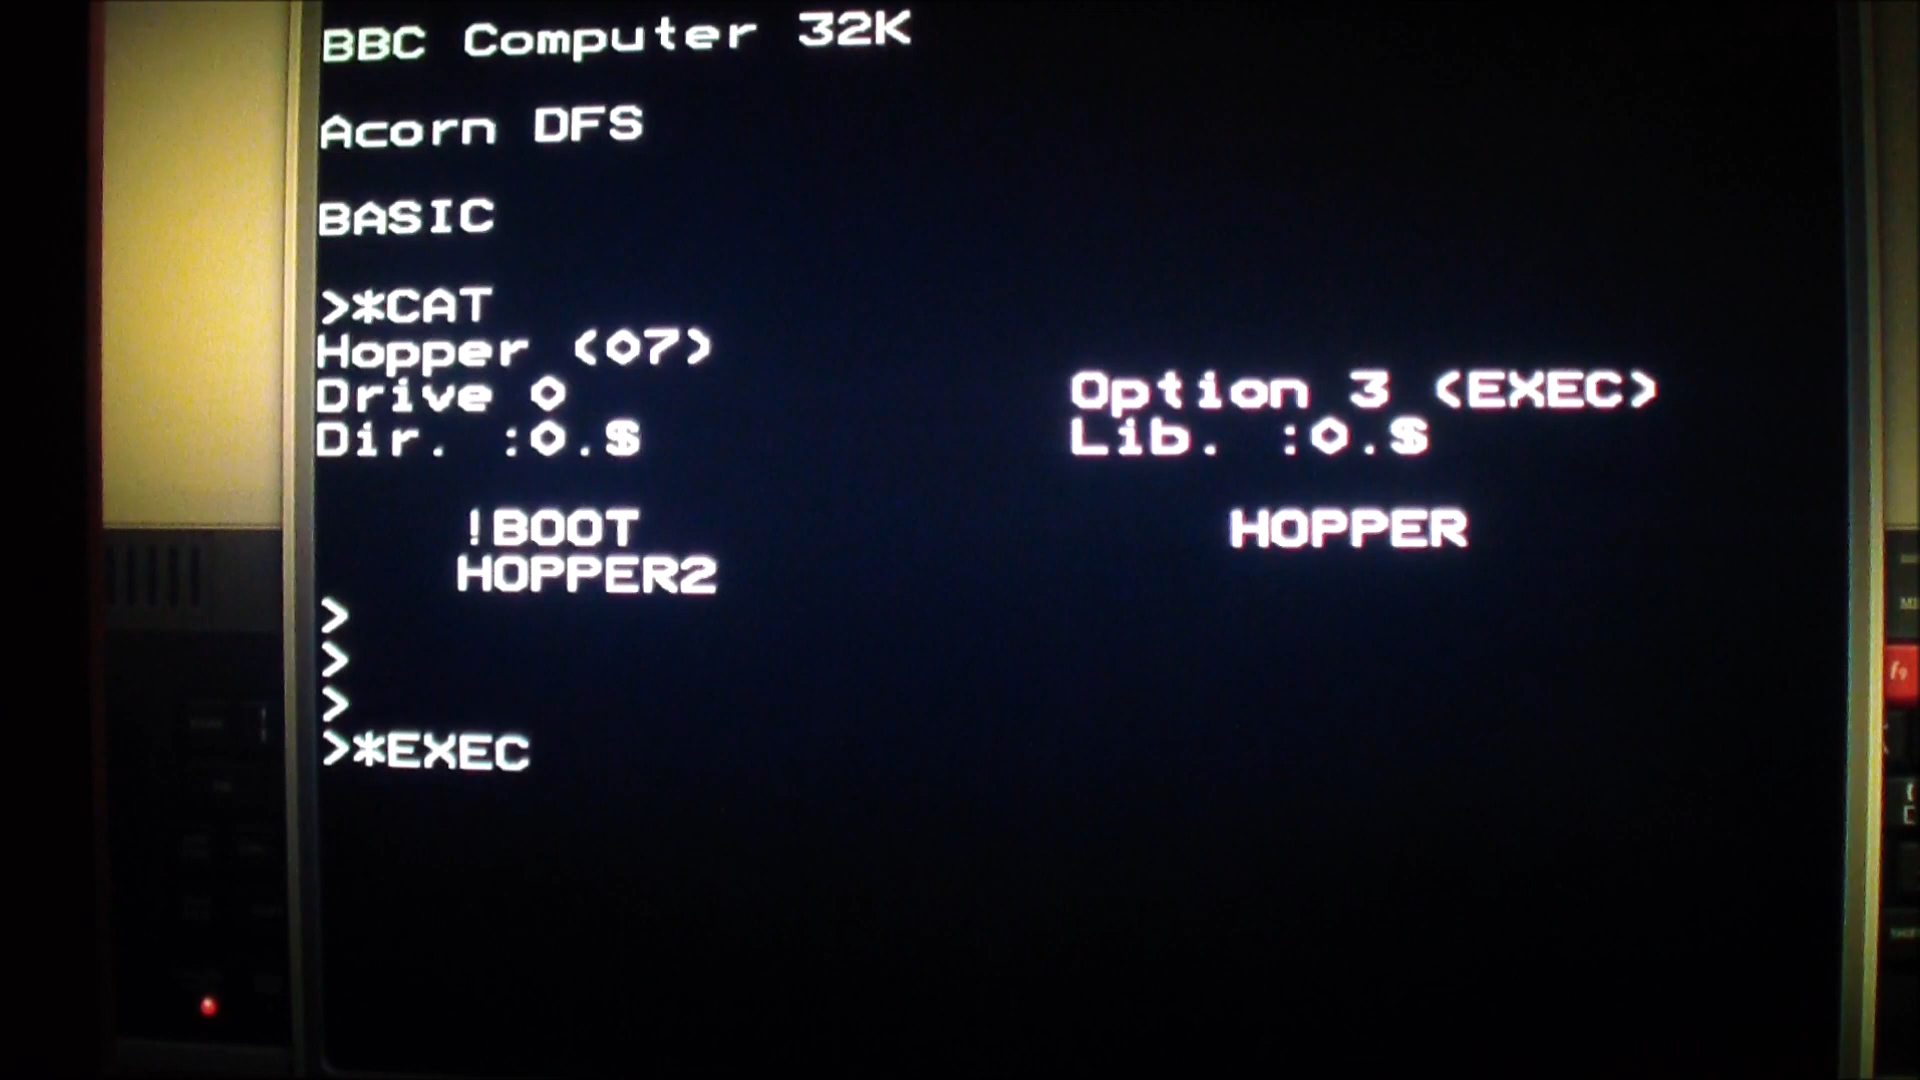 BBC Computer 32K
Acorn DFS
BASIC
>*CAT
Hopper (07)
Drive 0 Option 3 (EXEC)
Dir. :0.$ Lib. :0.$
!BOOT HOPPER
HOPPER2
>
>
>
>*EXEC
f9